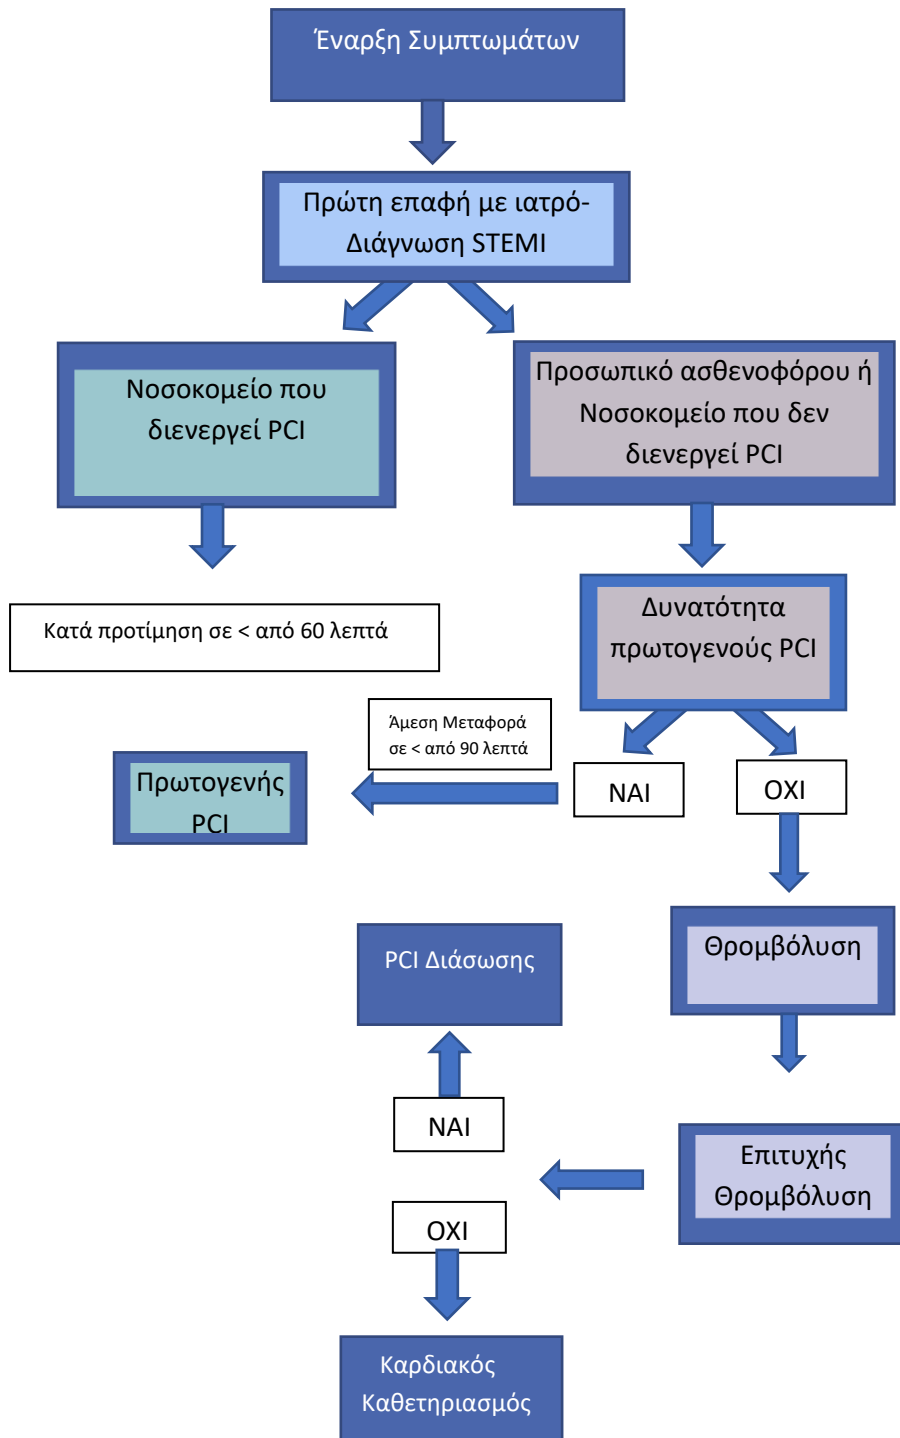 Έναρξη Συμπτωμάτων
Πρώτη επαφή με ιατρό-
Διάγνωση STEMI
Νοσοκομείο που
διενεργεί PCI
Προσωπικό ασθενοφόρου ή
Νοσοκομείο που δεν
διενεργεί PCI
Κατά προτίμηση σε < από 60 λεπτά
Δυνατότητα
πρωτογενούς PCI
Άμεση Μεταφορά
σε < από 90 λεπτά
Πρωτογενής
PCI
ΝΑΙ
ΟΧΙ
Θρομβόλυση
PCI Διάσωσης
ΝΑΙ
Επιτυχής
Θρομβόλυση
ΟΧΙ
Καρδιακός
Καθετηριασμός